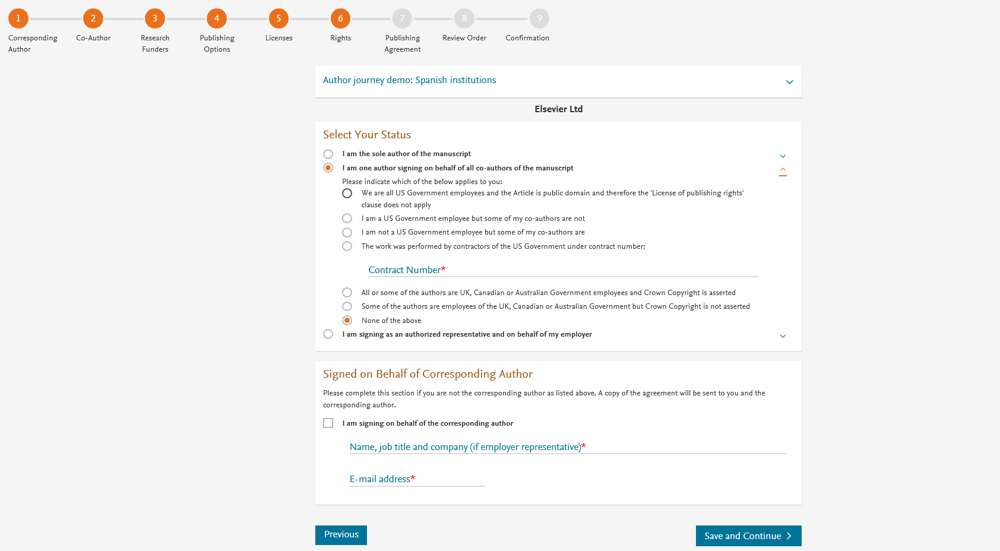 1 2 3 4 5 6 7 8 9
Corresponding Co-Author Research Publishing Licenses Rights Publishing Review Order Confirmation
Author Funders Options Agreement
Author journey demo: Spanish institutions
Elsevier Ltd
Select Your Status
I am the sole author of the manuscript
I am one author signing on behalf of all co-authors of the manuscript
Please indicate which of the below applies to you:
We are all US Government employees and the Article is public domain and therefore the 'License of publishing rights'
clause does not apply
I am a US Government employee but some of my co-authors are not
I am not a US Government employee but some of my co-authors are
The work was performed by contractors of the US Government under contract number:
Contract Number*
All or some of the authors are UK, Canadian or Australian Government employees and Crown Copyright is asserted
Some of the authors are employees of the UK, Canadian or Australian Government but Crown Copyright is not asserted
None of the above
I am signing as an authorized representative and on behalf of my employer
Signed on Behalf of Corresponding Author
Please complete this section if you are not the corresponding author as listed above. A copy of the agreement will be sent to you and the
corresponding author.
I am signing on behalf of the corresponding author
Name, job title and company (if employer representative)*
E-mail address*
Previous
Save and Continue